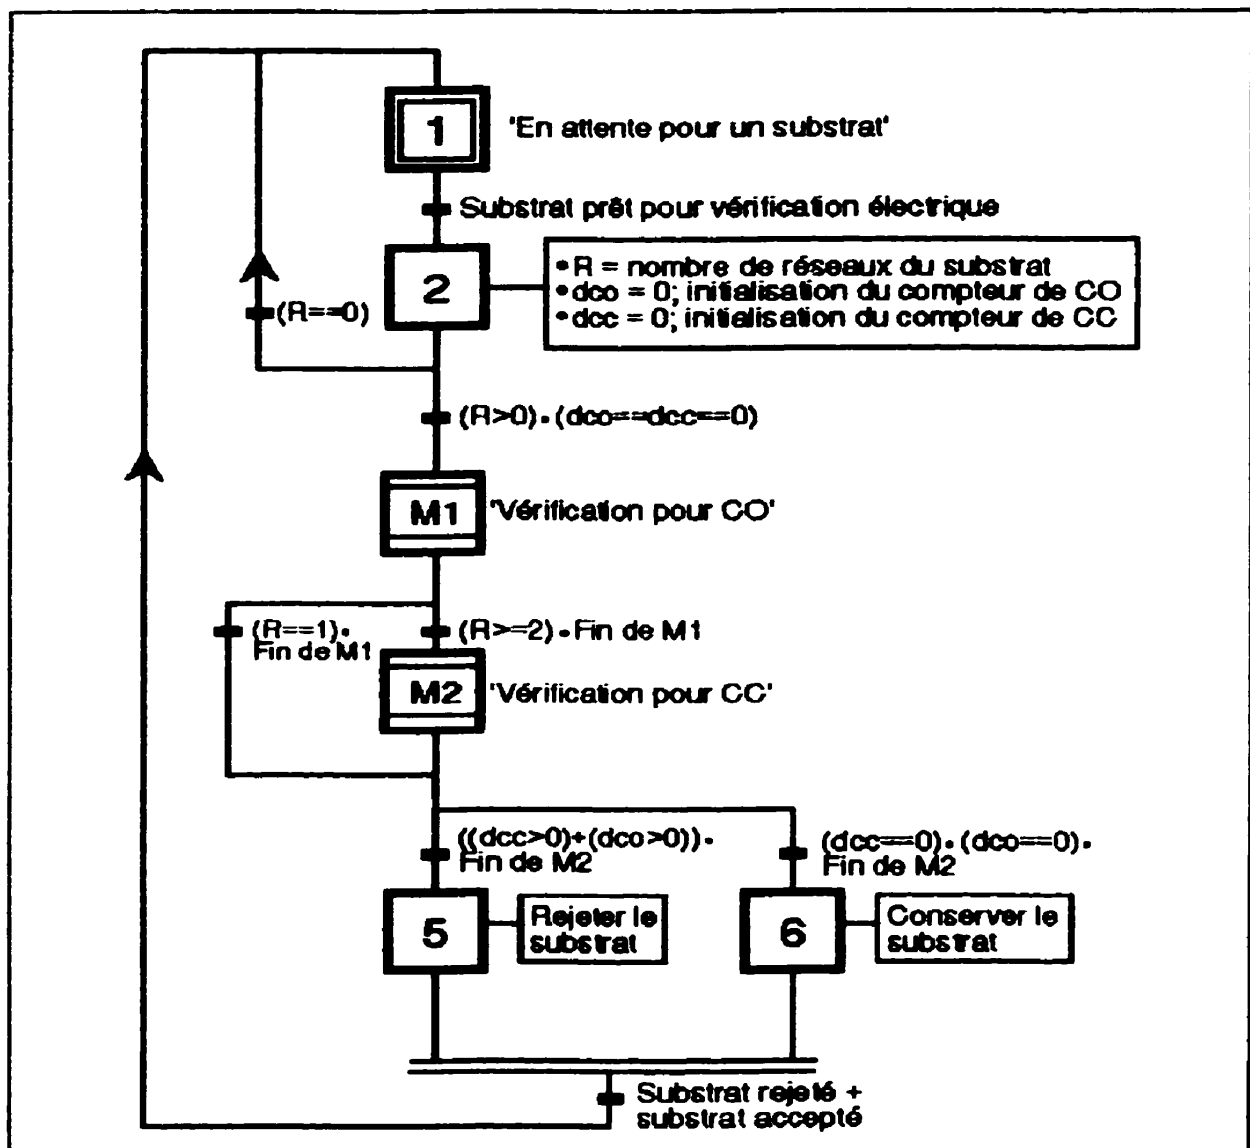 1
'En attente pour un substrat'
Substrat prêt pour vérification électrique
2
•R = nombre de réseaux du substrat
•dco = 0; initialisation du compteur de CO
•dcc = 0; initialisation du compteur de CC
(R==0)
(R>0)•(dco==dcc==0)
M1
'Vérification pour CO'
(R==1)•
Fin de M1
(R>=2)•Fin de M1
M2
'Vérification pour CC'
((dcc>0)+(dco>0))•
Fin de M2
(dcc==0)•(dco==0)•
Fin de M2
5
Rejeter le
substrat
6
Conserver le
substrat
Substrat rejeté +
substrat accepté